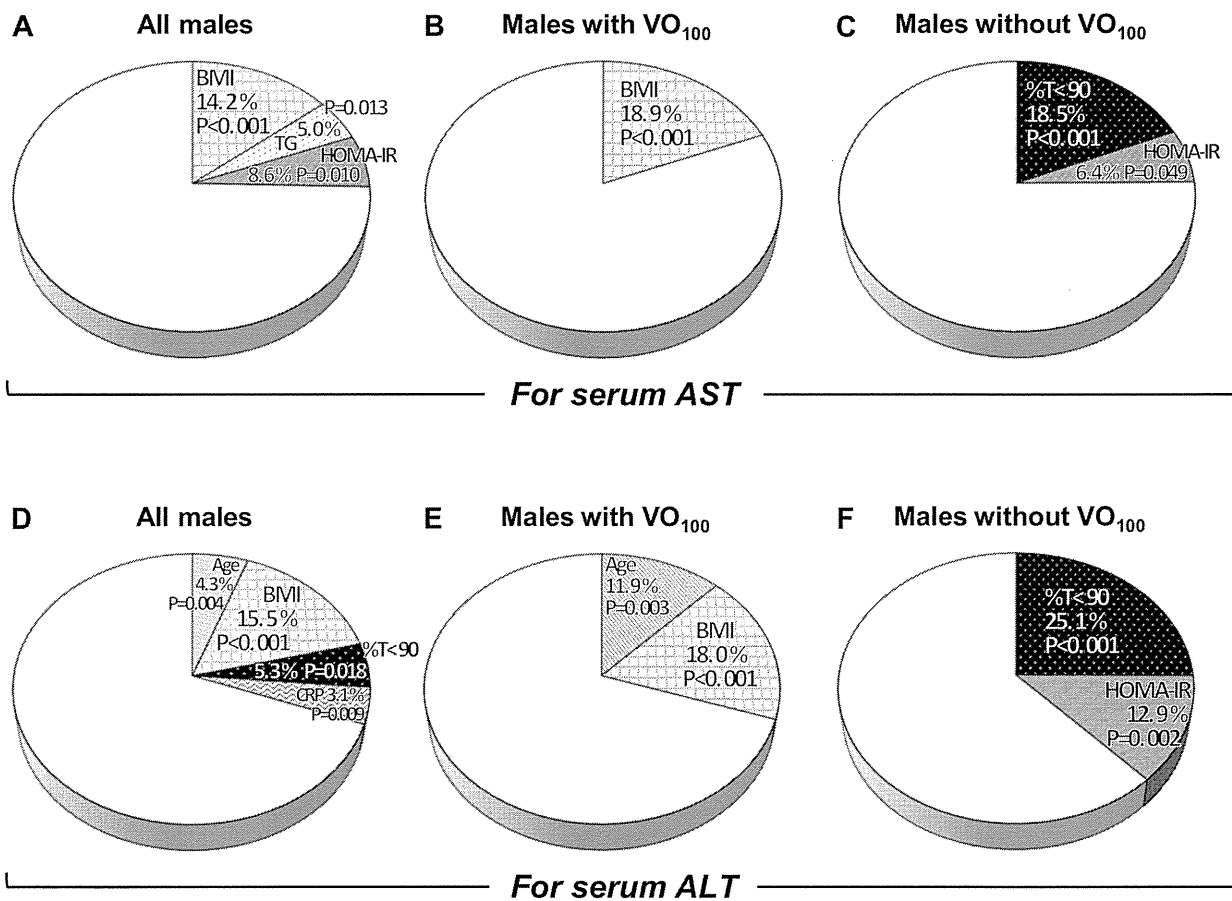 A All males
B Males with VO100
C Males without VO100
BMI
14.2%
P<0.001
P=0.013
5.0%
TG
HOMA-IR
8.6% P=0.010
BMI
18.9%
P<0.001
%T<90
18.5%
P<0.001
HOMA-IR
6.4% P=0.049
For serum AST
D All males
E Males with VO100
F Males without VO100
Age
4.3%
P=0.004
BMI
15.5%
P<0.001
%T<90
5.3% P=0.018
CRP 3.1%
P=0.009
Age
11.9%
P=0.003
BMI
18.0%
P<0.001
%T<90
25.1%
P<0.001
HOMA-IR
12.9%
P=0.002
For serum ALT